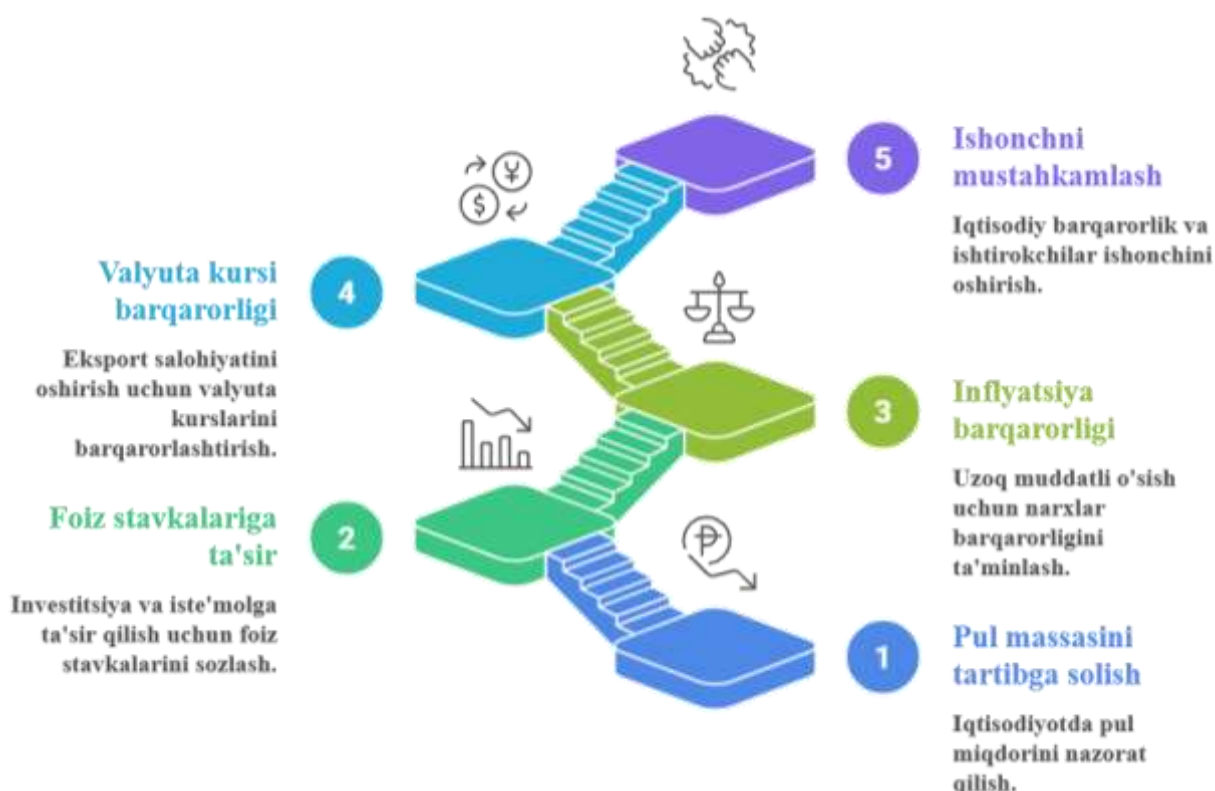 5
Ishonchni
mustahkamlash
Iqtisodiy barqarorlik va
ishtirokchilar ishonchini
oshirish.
Valyuta kursi
barqarorligi
4
Eksport salohiyatini
oshirish uchun valyuta
kurslarini
barqarorlashtirish.
3
Inflyatsiya
barqarorligi
Uzoq muddatli o'sish
uchun narxlar
barqarorligini
ta'minlash.
Foiz stavkalariga
ta'sir
2
Investitsiya va iste'molga
ta'sir qilish uchun foiz
stavkalarini sozlash.
1
Pul massasini
tartibga solish
Iqtisodiyotda pul
miqdorini nazorat
qilish.